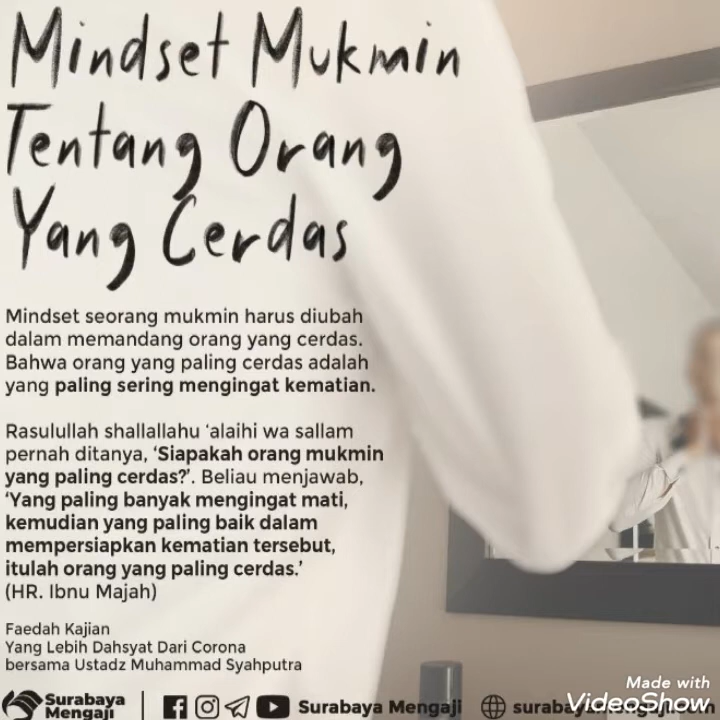 Mindset Mukmin
Tentang Orang
Yang Cerdas
Mindset seorang mukmin harus diubah
dalam memandang orang yang cerdas.
Bahwa orang yang paling cerdas adalah
yang paling sering mengingat kematian.
Rasulullah shallallahu ‘alaihi wa sallam
pernah ditanya, ‘Siapakah orang mukmin
yang paling cerdas?’. Beliau menjawab,
‘Yang paling banyak mengingat mati,
kemudian yang paling baik dalam
mempersiapkan kematian tersebut,
itulah orang yang paling cerdas.’
(HR. Ibnu Majah)
Faedah Kajian
Yang Lebih Dahsyat Dari Corona
bersama Ustadz Muhammad Syahputra
Surabaya
Mengaji
Surabaya Mengaji
Made with
VideoShow